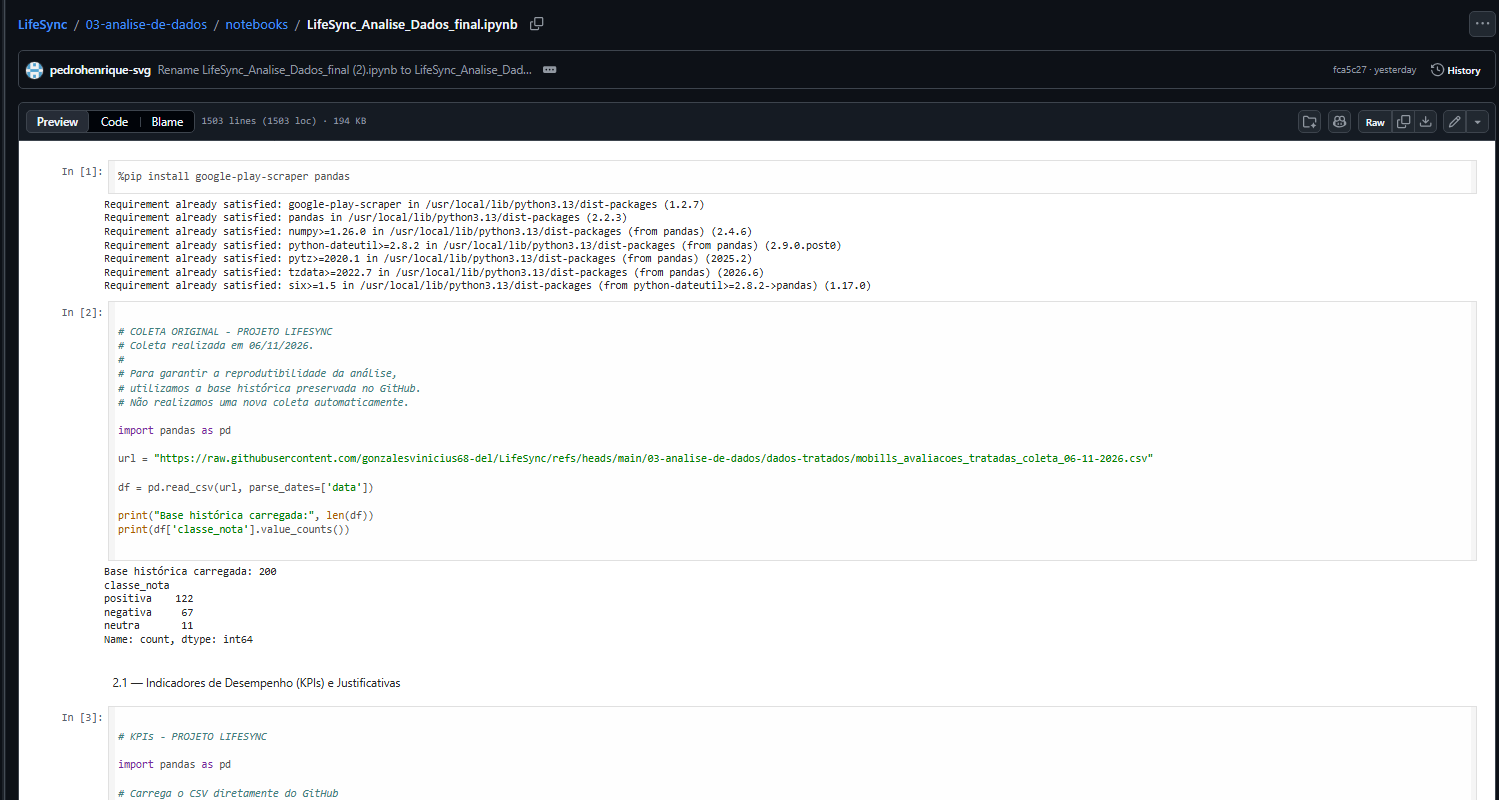 LifeSync / 03-analise-de-dados / notebooks / LifeSync_Analise_Dados_final.ipynb
pedrohenrique-svg Rename LifeSync_Analise_Dados_final (2).ipynb to LifeSync_Analise_Dad... fca5c27 · yesterday History
Preview Code Blame 1503 lines (1503 loc) · 194 KB Raw
In [1]: %pip install google-play-scraper pandas
Requirement already satisfied: google-play-scraper in /usr/local/lib/python3.13/dist-packages (1.2.7)
Requirement already satisfied: pandas in /usr/local/lib/python3.13/dist-packages (2.2.3)
Requirement already satisfied: numpy>=1.26.0 in /usr/local/lib/python3.13/dist-packages (from pandas) (2.4.6)
Requirement already satisfied: python-dateutil>=2.8.2 in /usr/local/lib/python3.13/dist-packages (from pandas) (2.9.0.post0)
Requirement already satisfied: pytz>=2020.1 in /usr/local/lib/python3.13/dist-packages (from pandas) (2025.2)
Requirement already satisfied: tzdata>=2022.7 in /usr/local/lib/python3.13/dist-packages (from pandas) (2026.6)
Requirement already satisfied: six>=1.5 in /usr/local/lib/python3.13/dist-packages (from python-dateutil>=2.8.2->pandas) (1.17.0)
In [2]:
# COLETA ORIGINAL - PROJETO LIFESYNC
# Coleta realizada em 06/11/2026.
#
# Para garantir a reprodutibilidade da análise,
# utilizamos a base histórica preservada no GitHub.
# Não realizamos uma nova coleta automaticamente.
import pandas as pd
url = "https://raw.githubusercontent.com/gonzalesvinicius68-del/LifeSync/refs/heads/main/03-analise-de-dados/dados-tratados/mobills_avaliacoes_tratadas_coleta_06-11-2026.csv"
df = pd.read_csv(url, parse_dates=['data'])
print("Base histórica carregada:", len(df))
print(df['classe_nota'].value_counts())
Base histórica carregada: 200
classe_nota
positiva 122
negativa 67
neutra 11
Name: count, dtype: int64
2.1 — Indicadores de Desempenho (KPIs) e Justificativas
In [3]:
# KPIs - PROJETO LIFESYNC
import pandas as pd
# Carrega o CSV diretamente do GitHub